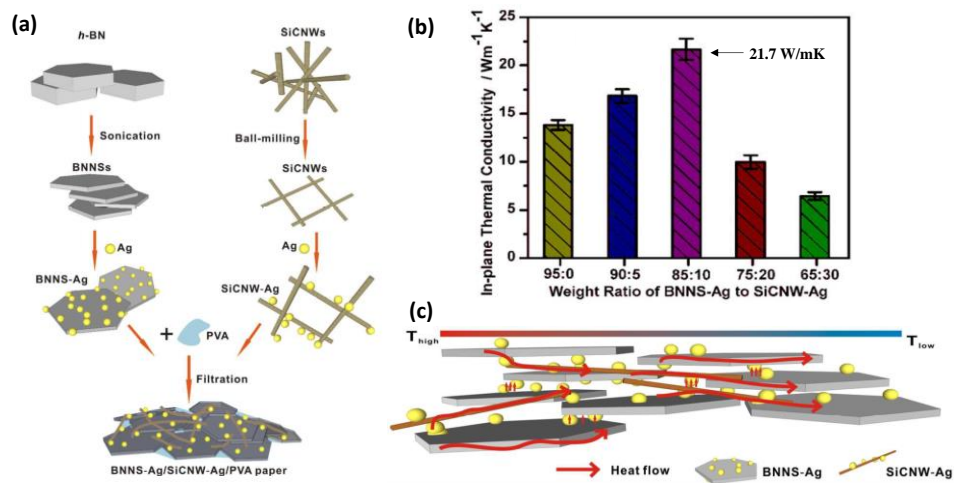 (a)
h-BN
Sonication
BNNSs
Ag
BNNS-Ag
SiCNWs
Ball-milling
SiCNWs
Ag
SiCNW-Ag
+
PVA
Filtration
BNNS-Ag/SiCNW-Ag/PVA paper
(b)
In-plane Thermal Conductivity / Wm⁻¹K⁻¹
25
20
15
10
5
0
21.7 W/mK
95:0 90:5 85:10 75:20 65:30
Weight Ratio of BNNS-Ag to SiCNW-Ag
(c)
Thigh
Tlow
Heat flow
BNNS-Ag
SiCNW-Ag